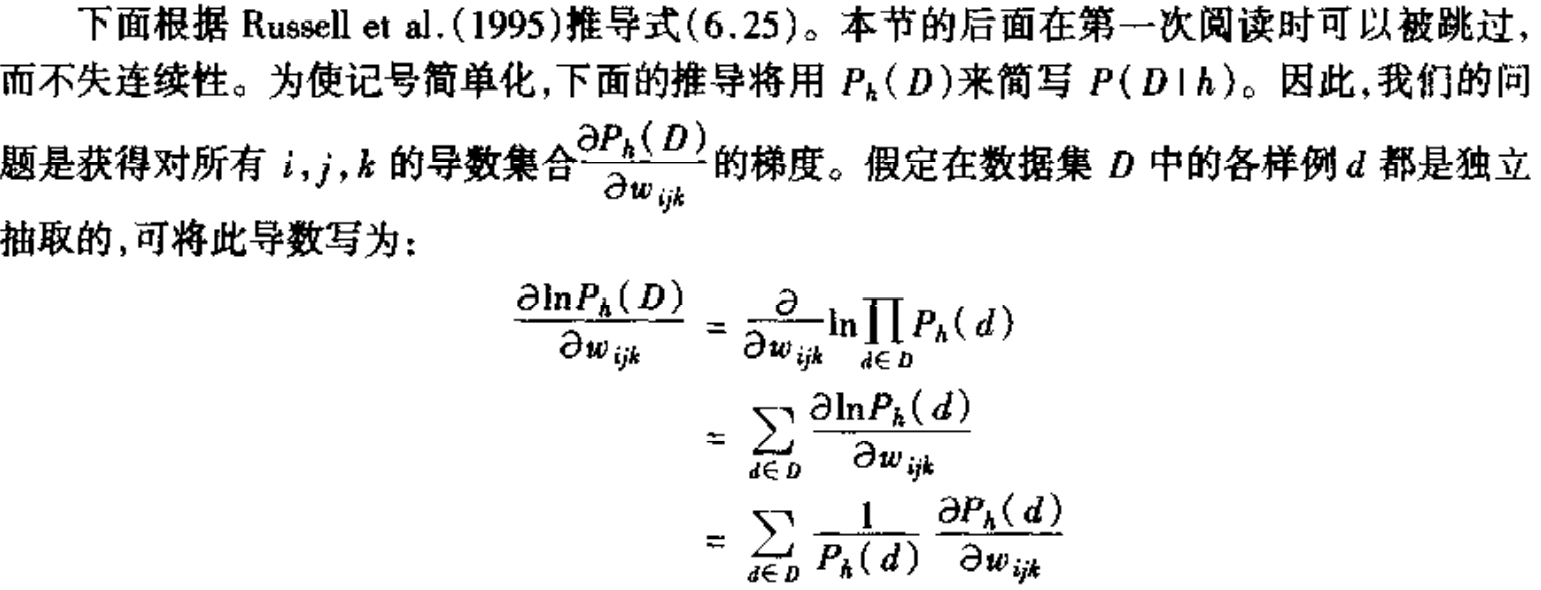 下面根据 Russell et al.(1995)推导式(6.25)。本节的后面在第一次阅读时可以被跳过,
而不失连续性。为使记号简单化,下面的推导将用 $P_h(D)$来简写 $P(D|h)$。因此,我们的问
题是获得对所有 $i,j,k$ 的导数集合$\frac{\partial P_h(D)}{\partial w_{ijk}}$的梯度。假定在数据集 $D$ 中的各样例 $d$ 都是独立
抽取的,可将此导数写为:
$\frac{\partial \ln P_h(D)}{\partial w_{ijk}} = \frac{\partial}{\partial w_{ijk}} \ln \prod_{d \in D} P_h(d)$
$= \sum_{d \in D} \frac{\partial \ln P_h(d)}{\partial w_{ijk}}$
$= \sum_{d \in D} \frac{1}{P_h(d)} \frac{\partial P_h(d)}{\partial w_{ijk}}$